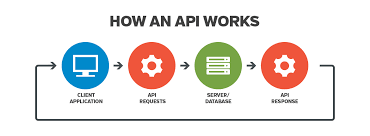 HOW AN API WORKS
CLIENT
APPLICATION
API
REQUESTS
SERVER/
DATABASE
API
RESPONSE